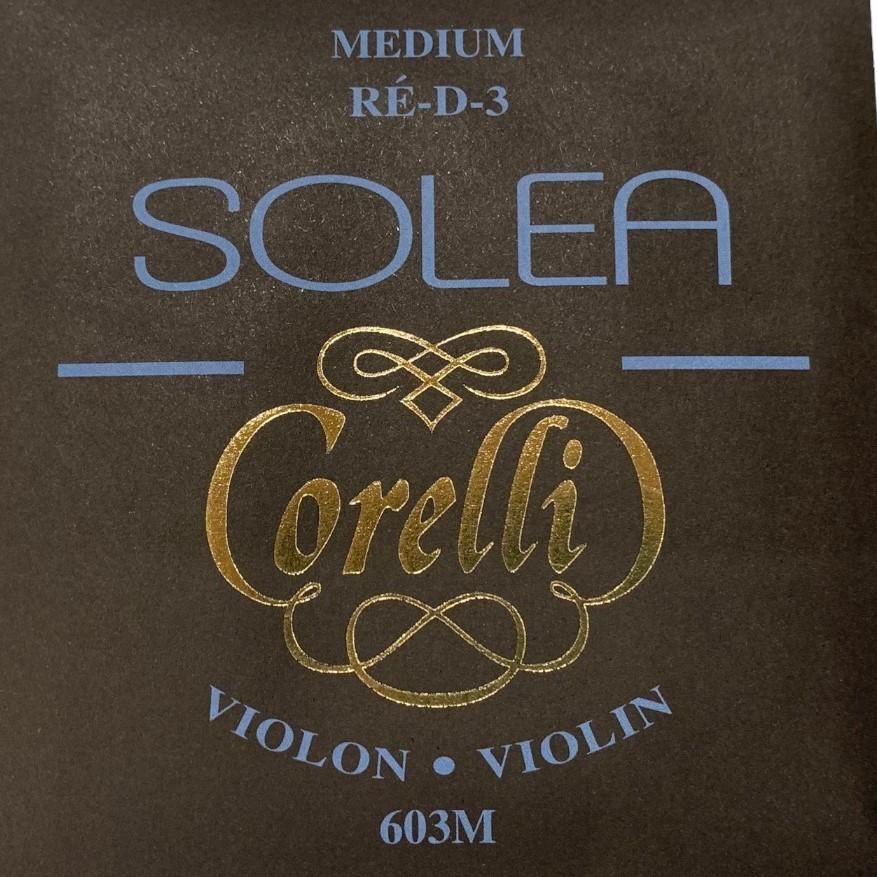 MEDIUM
RÉ-D-3
SOLEA
Corelli
VIOLON • VIOLIN
603M